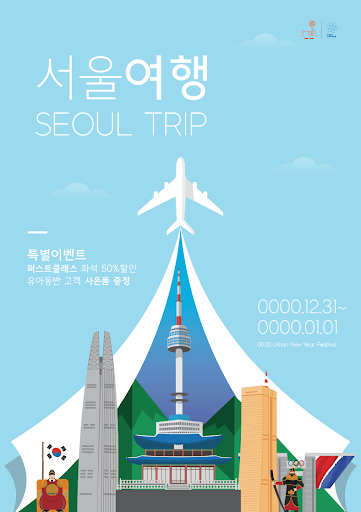 서울여행
SEOUL TRIP
특별이벤트
퍼스트클래스 좌석 50%할인
유아동반 고객 사은품 증정
0000.12.31~
0000.01.01
0000 Urban New Year Festival